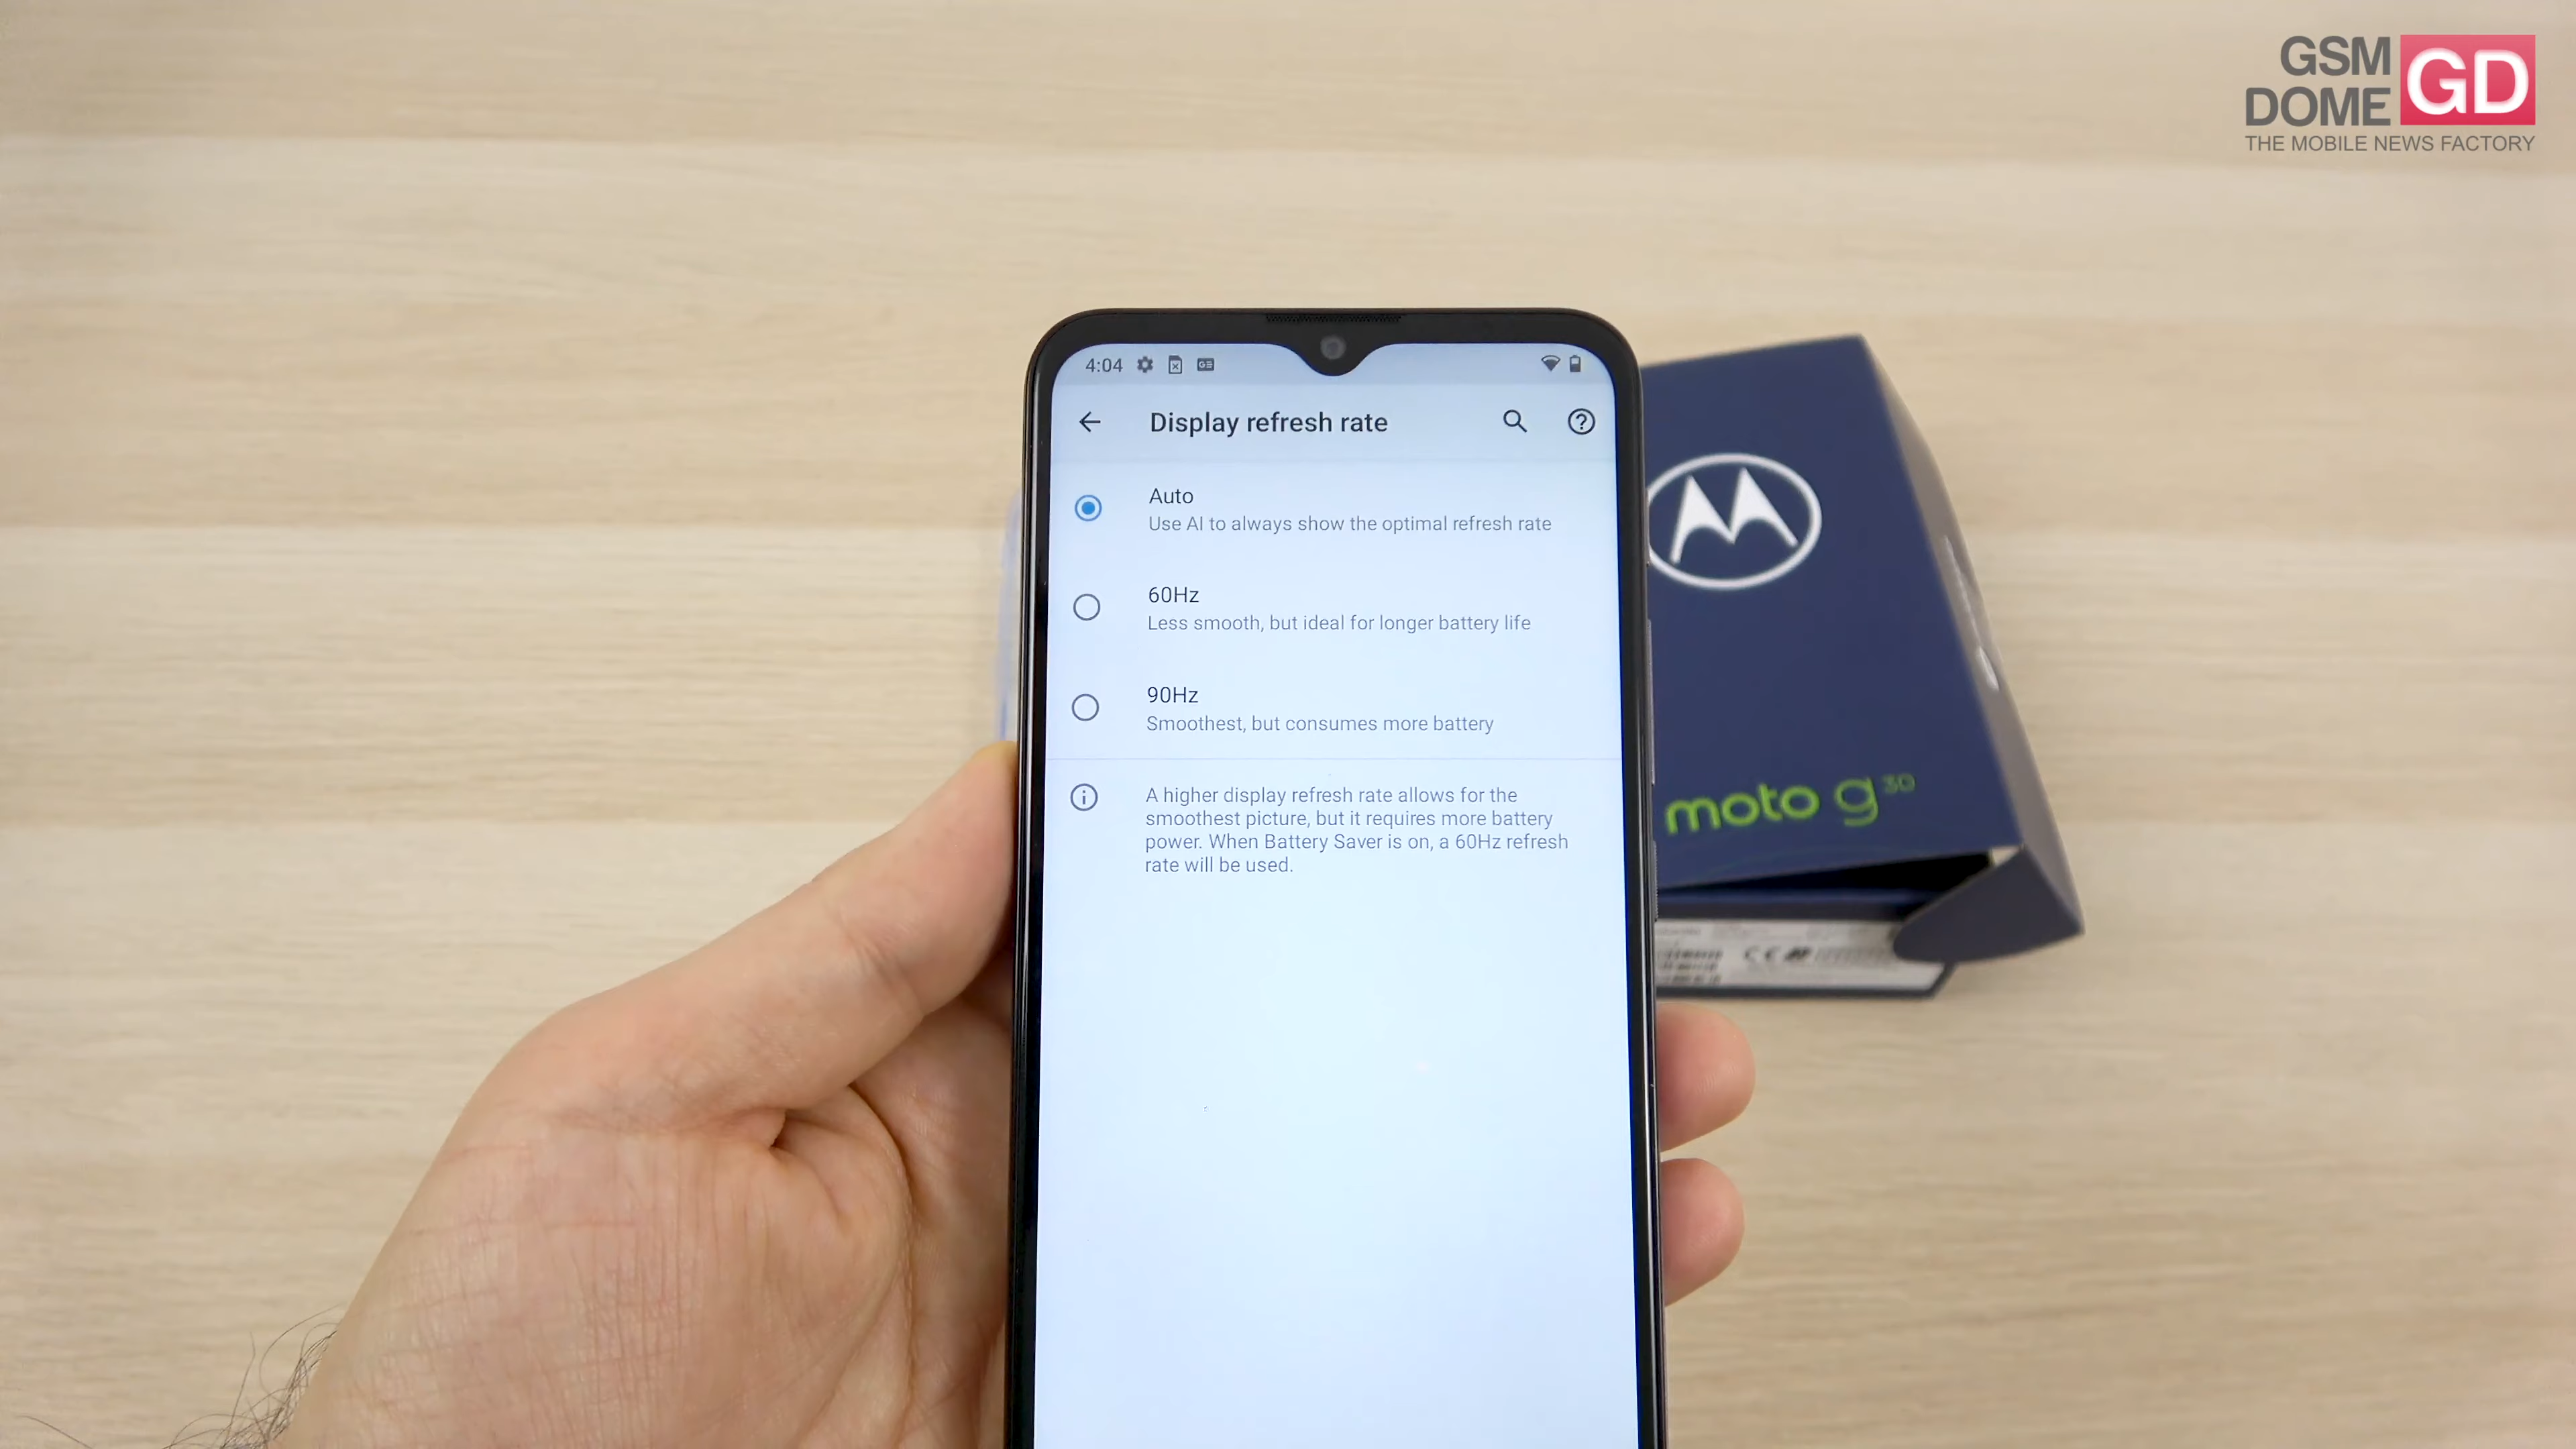 GSM
DOME
GD
THE MOBILE NEWS FACTORY
4:04
Display refresh rate
Auto
Use AI to always show the optimal refresh rate
60Hz
Less smooth, but ideal for longer battery life
90Hz
Smoothest, but consumes more battery
A higher display refresh rate allows for the
smoothest picture, but it requires more battery
power. When Battery Saver is on, a 60Hz refresh
rate will be used.
moto g30
CE